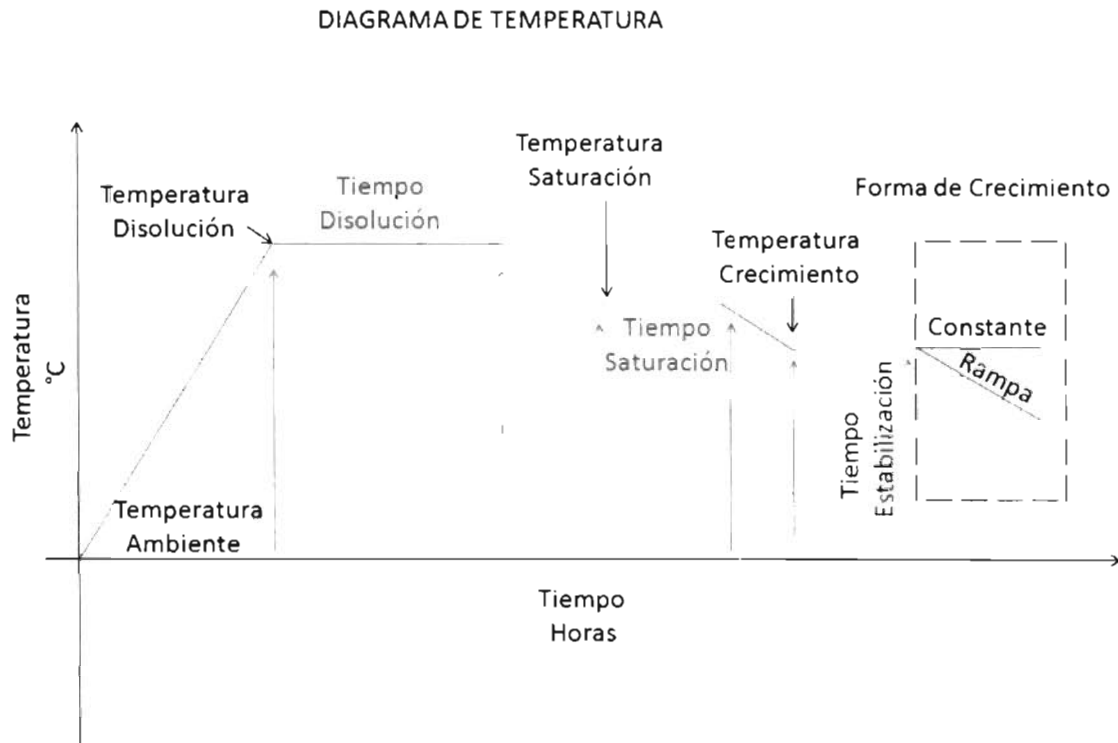 DIAGRAMA DE TEMPERATURA
Temperatura
°C
Temperatura
Disolución
Tiempo
Disolución
Temperatura
Saturación
Tiempo
Saturación
Temperatura
Crecimiento
Forma de Crecimiento
Constante
Rampa
Tiempo
Estabilización
Temperatura
Ambiente
Tiempo
Horas